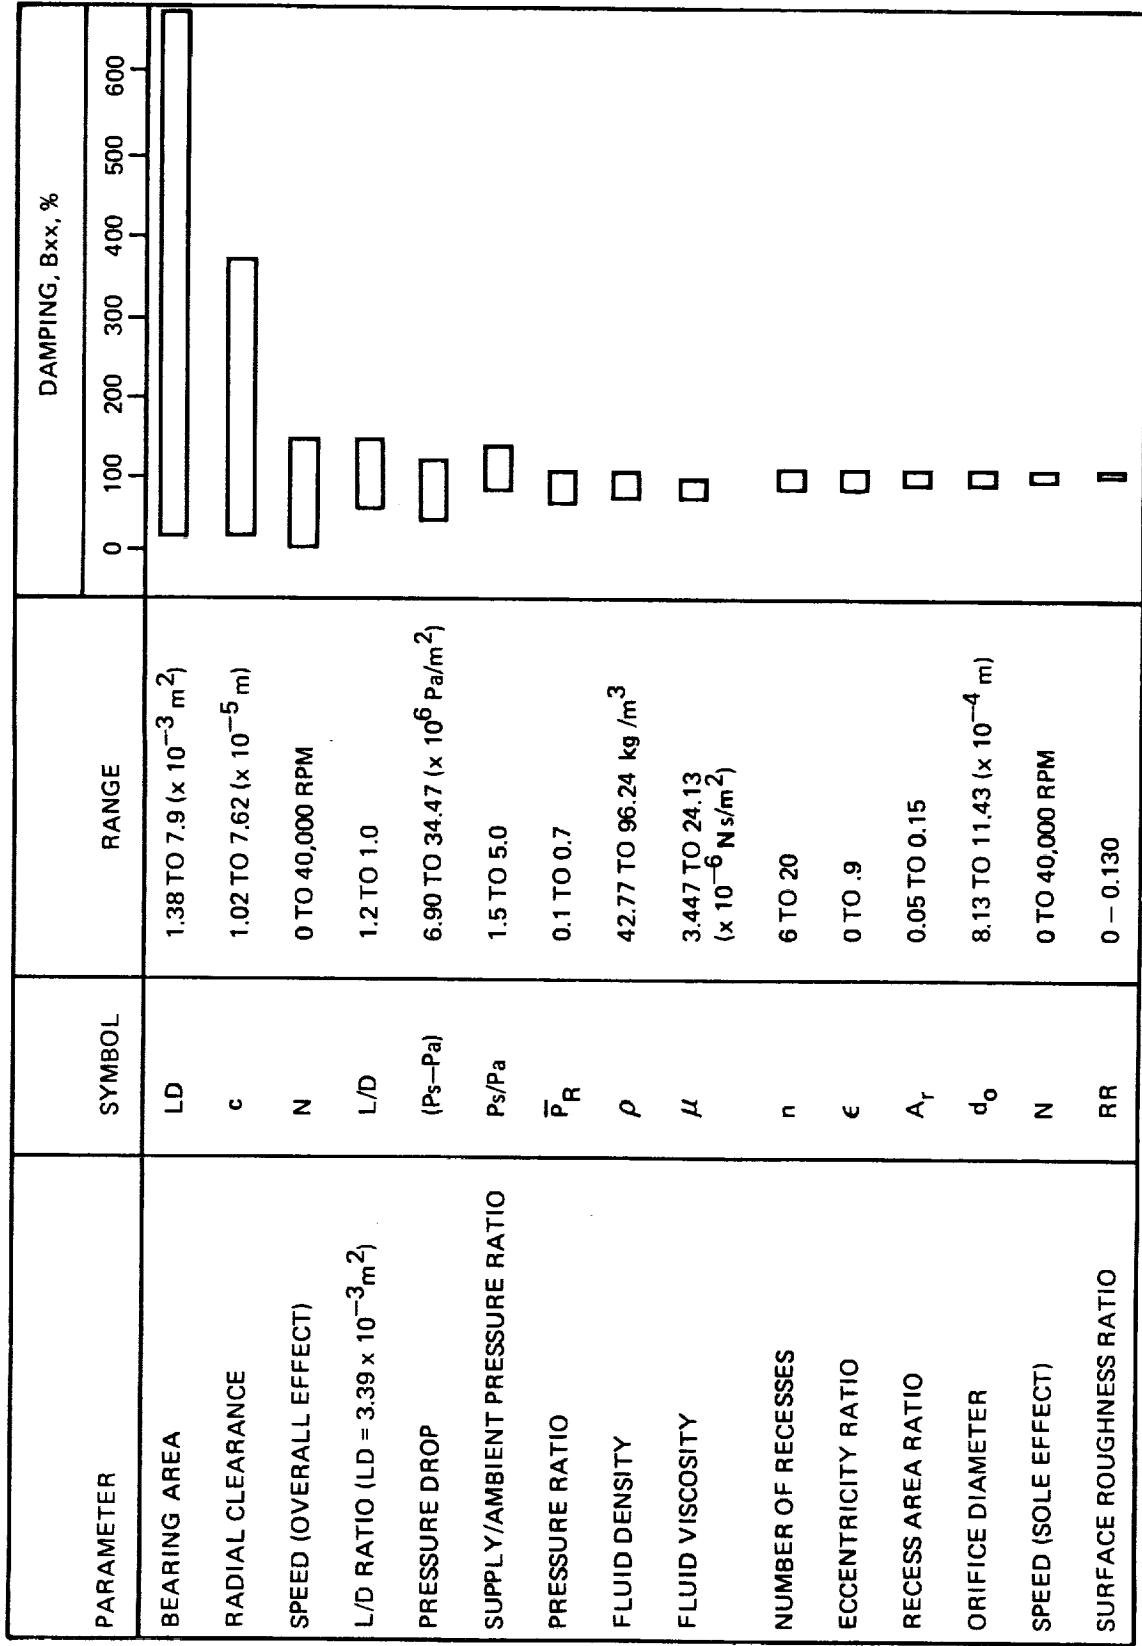 PARAMETER SYMBOL RANGE DAMPING, Bxx, %
0 100 200 300 400 500 600
BEARING AREA LD 1.38 TO 7.9 (x 10⁻³ m²)
RADIAL CLEARANCE c 1.02 TO 7.62 (x 10⁻⁵ m)
SPEED (OVERALL EFFECT) N 0 TO 40,000 RPM
L/D RATIO (LD = 3.39 x 10⁻³m²) L/D 1.2 TO 1.0
PRESSURE DROP (Ps–Pa) 6.90 TO 34.47 (x 10⁶ Pa/m²)
SUPPLY/AMBIENT PRESSURE RATIO Ps/Pa 1.5 TO 5.0
PRESSURE RATIO P̅R 0.1 TO 0.7
FLUID DENSITY ρ 42.77 TO 96.24 kg/m³
FLUID VISCOSITY μ 3.447 TO 24.13
(x 10⁻⁶ N s/m²)
NUMBER OF RECESSES n 6 TO 20
ECCENTRICITY RATIO ϵ 0 TO .9
RECESS AREA RATIO Ar 0.05 TO 0.15
ORIFICE DIAMETER do 8.13 TO 11.43 (x 10⁻⁴ m)
SPEED (SOLE EFFECT) N 0 TO 40,000 RPM
SURFACE ROUGHNESS RATIO RR 0 – 0.130